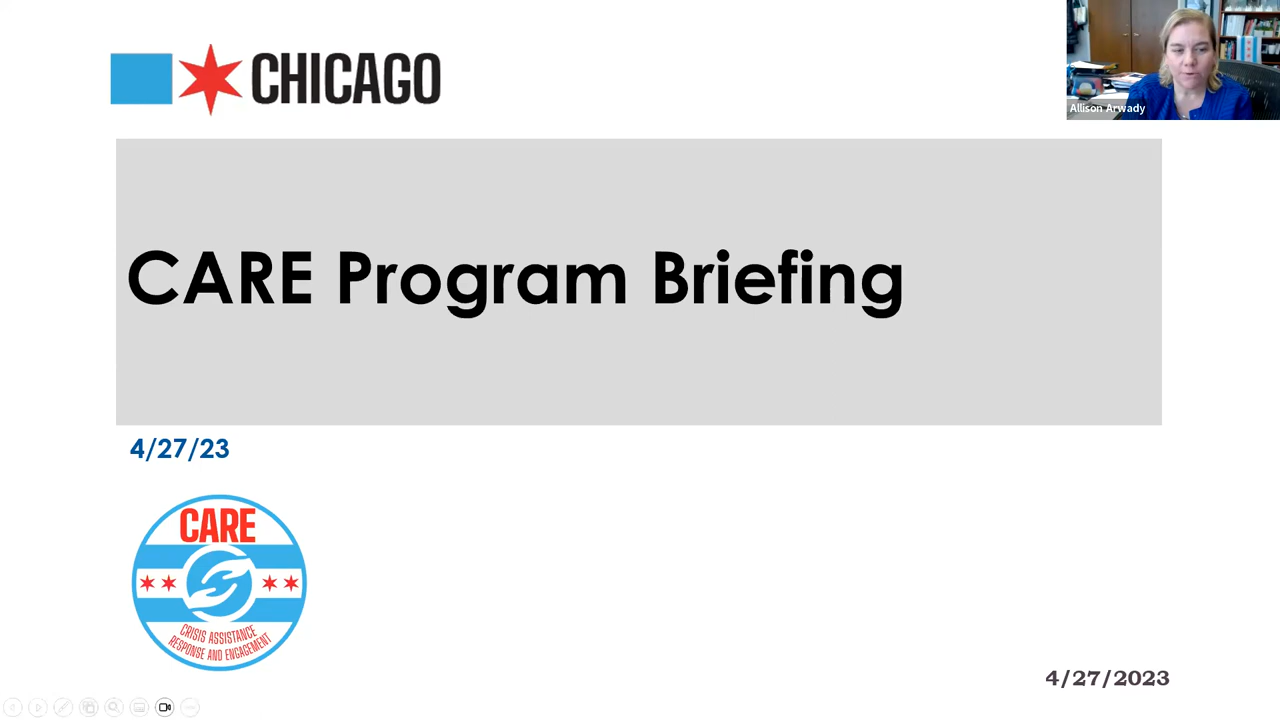 CHICAGO
Allison Arwady
CARE Program Briefing
4/27/23
CARE
CRISIS ASSISTANCE
RESPONSE AND ENGAGEMENT
4/27/2023